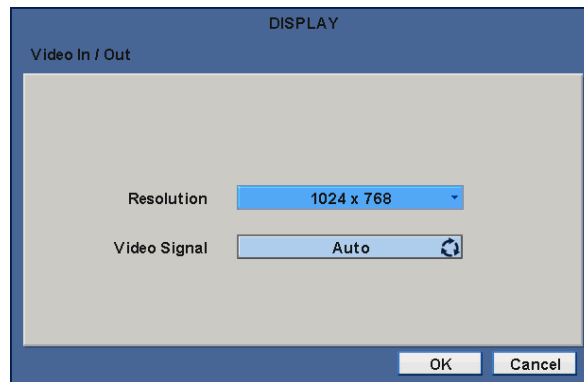 DISPLAY
Video In / Out
Resolution 1024 x 768
Video Signal Auto
OK Cancel